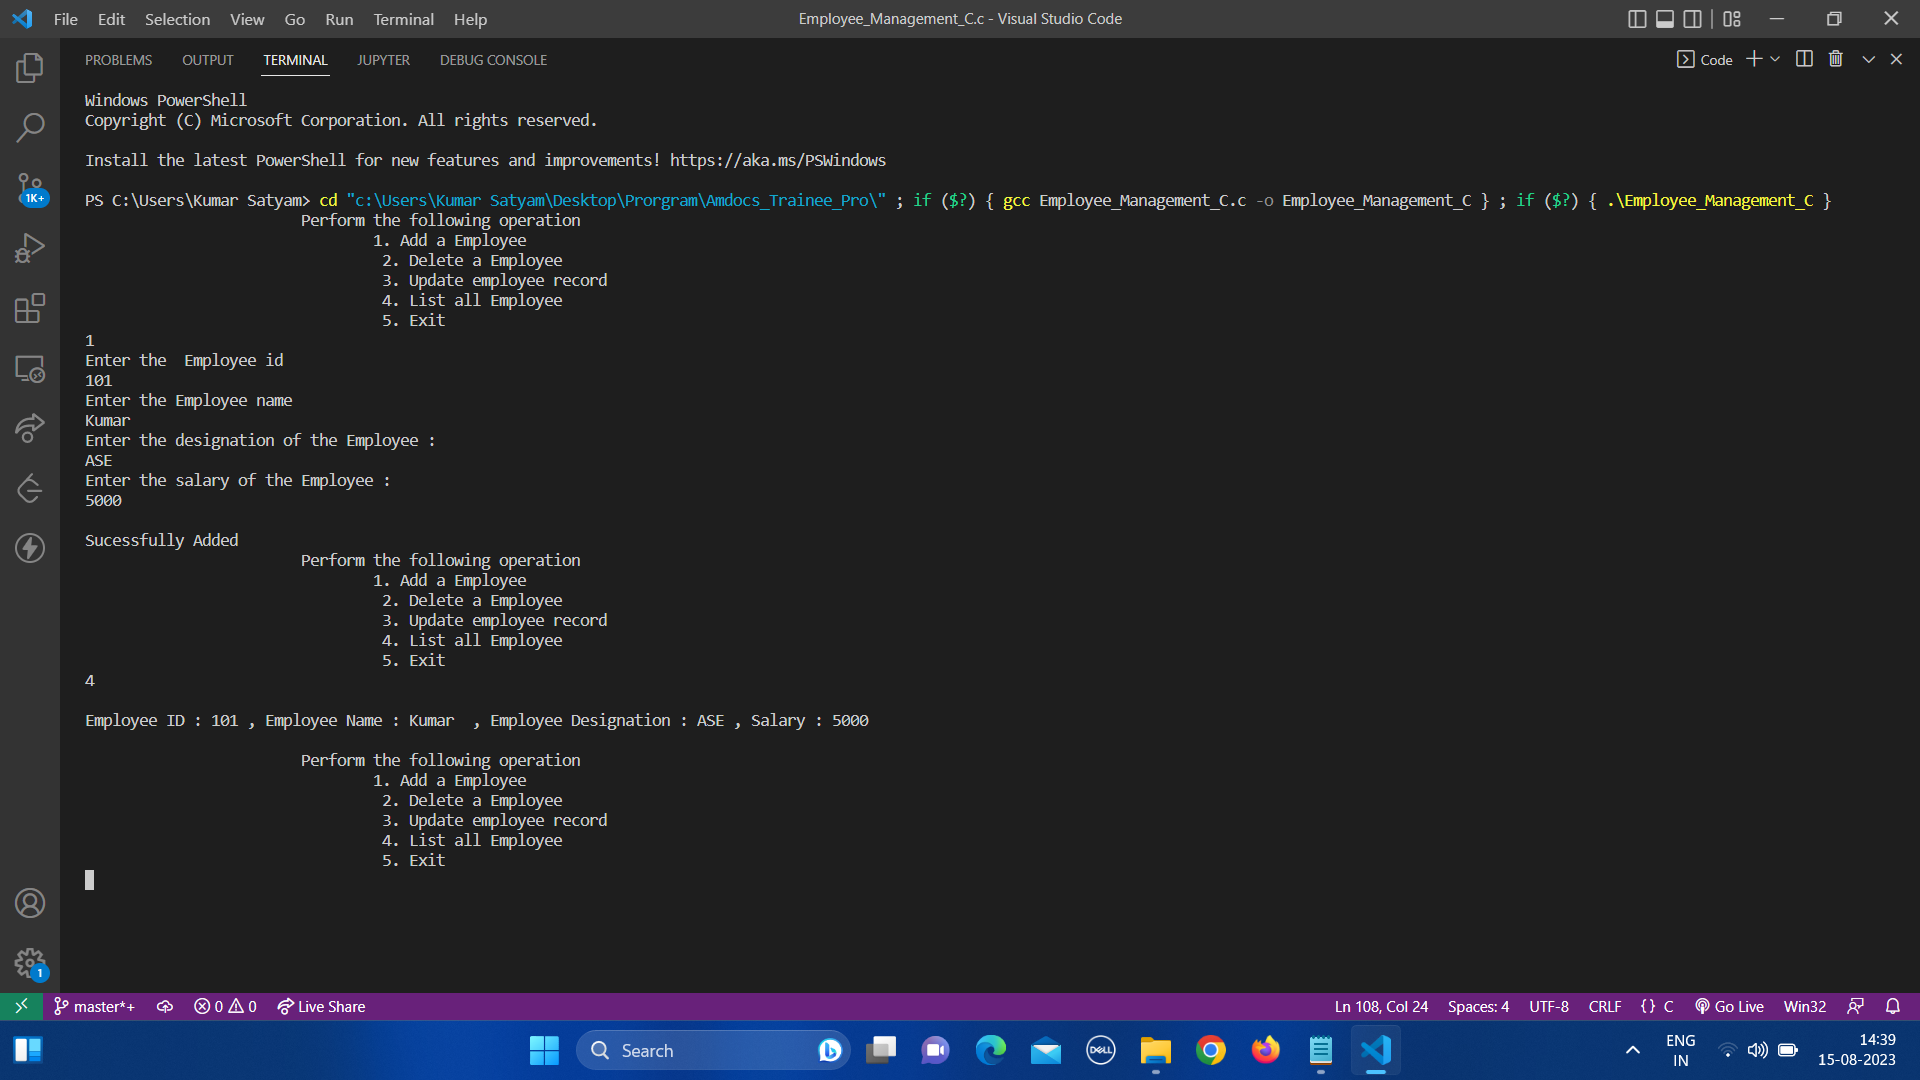 File Edit Selection View Go Run Terminal Help
Employee_Management_C.c - Visual Studio Code
PROBLEMS OUTPUT TERMINAL JUPYTER DEBUG CONSOLE
Code
1K+
Windows PowerShell
Copyright (C) Microsoft Corporation. All rights reserved.
Install the latest PowerShell for new features and improvements! https://aka.ms/PSWindows
PS C:\Users\Kumar Satyam> cd "c:\Users\Kumar Satyam\Desktop\Prorgram\Amdocs_Trainee_Pro\" ; if ($?) { gcc Employee_Management_C.c -o Employee_Management_C } ; if ($?) { .\Employee_Management_C }
Perform the following operation
1. Add a Employee
2. Delete a Employee
3. Update employee record
4. List all Employee
5. Exit
1
Enter the  Employee id
101
Enter the Employee name
Kumar
Enter the designation of the Employee :
ASE
Enter the salary of the Employee :
5000
Sucessfully Added
Perform the following operation
1. Add a Employee
2. Delete a Employee
3. Update employee record
4. List all Employee
5. Exit
4
Employee ID : 101 , Employee Name : Kumar  , Employee Designation : ASE , Salary : 5000
Perform the following operation
1. Add a Employee
2. Delete a Employee
3. Update employee record
4. List all Employee
5. Exit
1
master*+ 0 0 Live Share
Ln 108, Col 24 Spaces: 4 UTF-8 CRLF {} C Go Live Win32
Search
DELL
ENG
IN
14:39
15-08-2023